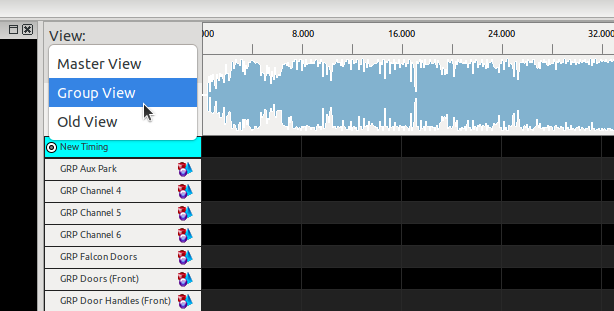 View:
00 8.000 16.000 24.000 32.000
Master View
Group View
Old View
New Timing
GRP Aux Park
GRP Channel 4
GRP Channel 5
GRP Channel 6
GRP Falcon Doors
GRP Doors (Front)
GRP Door Handles (Front)